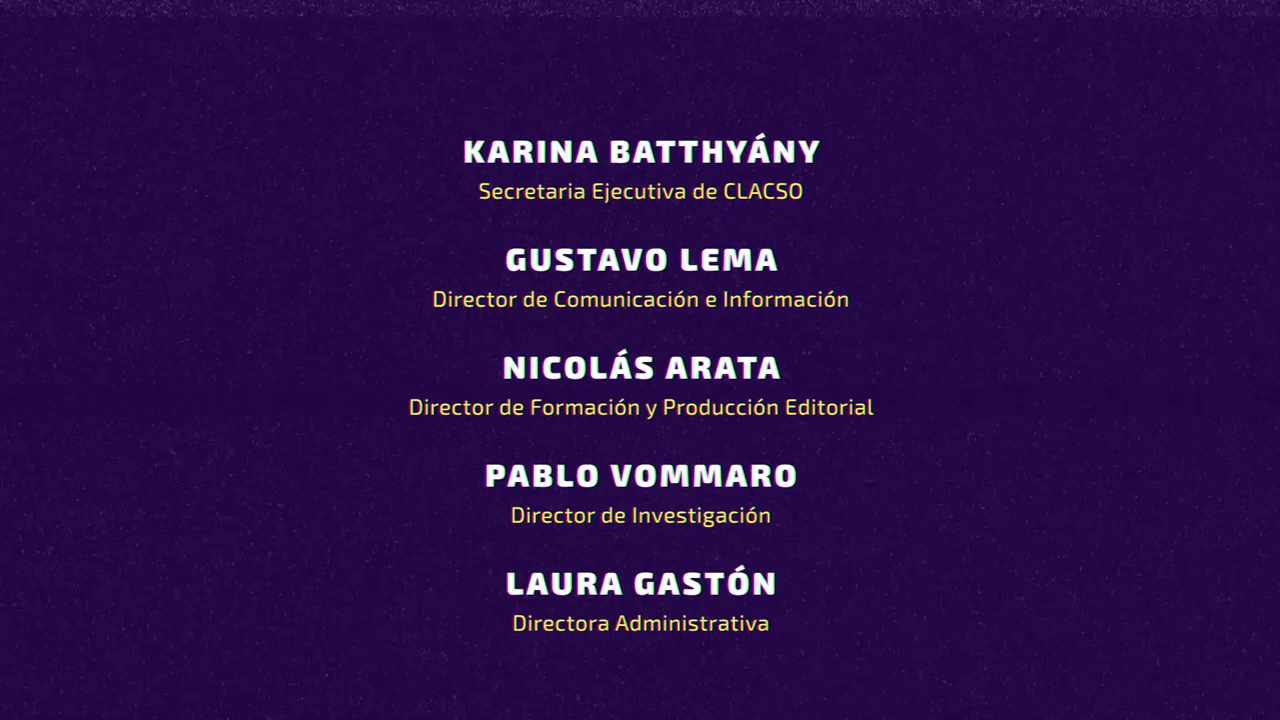 KARINA BATTHYÁNY
Secretaria Ejecutiva de CLACSO
GUSTAVO LEMA
Director de Comunicación e Información
NICOLÁS ARATA
Director de Formación y Producción Editorial
PABLO VOMMARO
Director de Investigación
LAURA GASTÓN
Directora Administrativa